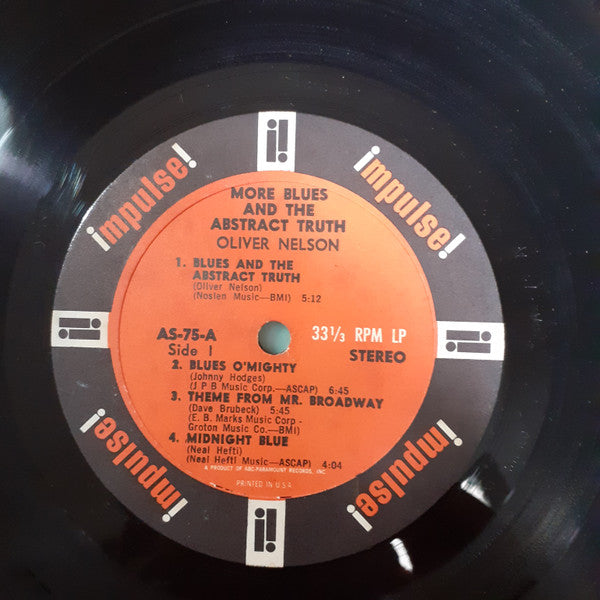 impulse!
impulse!
impulse!
impulse!
i!
i!
i!
i!
MORE BLUES
AND THE
ABSTRACT TRUTH
OLIVER NELSON
1. BLUES AND THE
ABSTRACT TRUTH
(Oliver Nelson)
(Noslen Music—BMI) 5:12
AS-75-A
Side 1
33 1/3 RPM LP
STEREO
2. BLUES O'MIGHTY
(Johnny Hodges)
(J P B Music Corp.—ASCAP) 6:45
3. THEME FROM MR. BROADWAY
(Dave Brubeck) 5:45
(E. B. Marks Music Corp -
Groton Music Co.—BMI)
4. MIDNIGHT BLUE
(Neal Hefti)
(Neal Hefti Music—ASCAP) 4:04
A PRODUCT OF ABC-PARAMOUNT RECORDS, INC
PRINTED IN U.S.A.